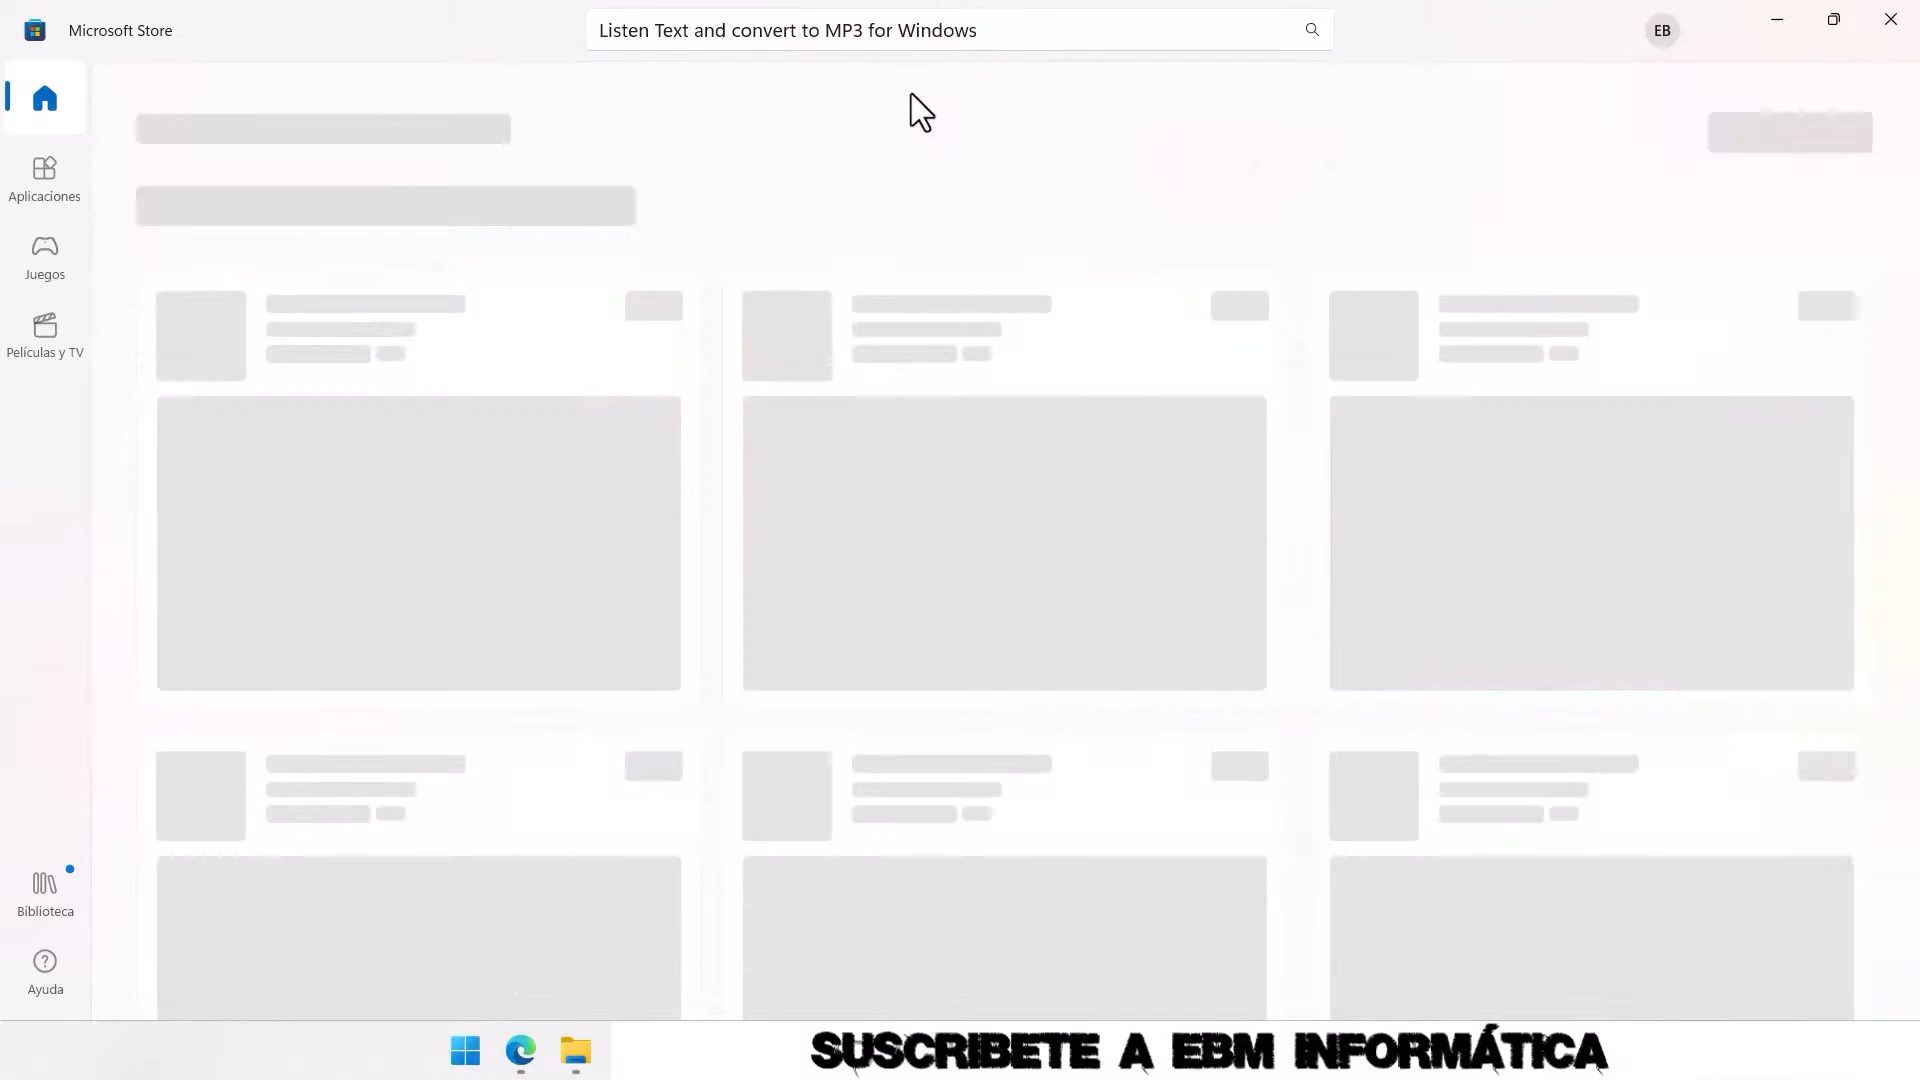 Microsoft Store
Listen Text and convert to MP3 for Windows
EB
Aplicaciones
Juegos
Películas y TV
Biblioteca
Ayuda
SUSCRIBETE A EBM INFORMÁTICA